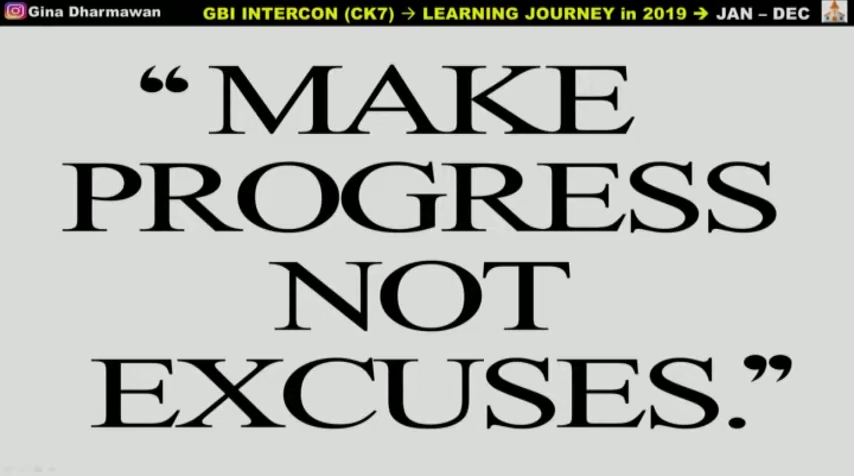 Gina Dharmawan
GBI INTERCON (CK7) → LEARNING JOURNEY in 2019 → JAN – DEC
“ MAKE
PROGRESS
NOT
EXCUSES.”